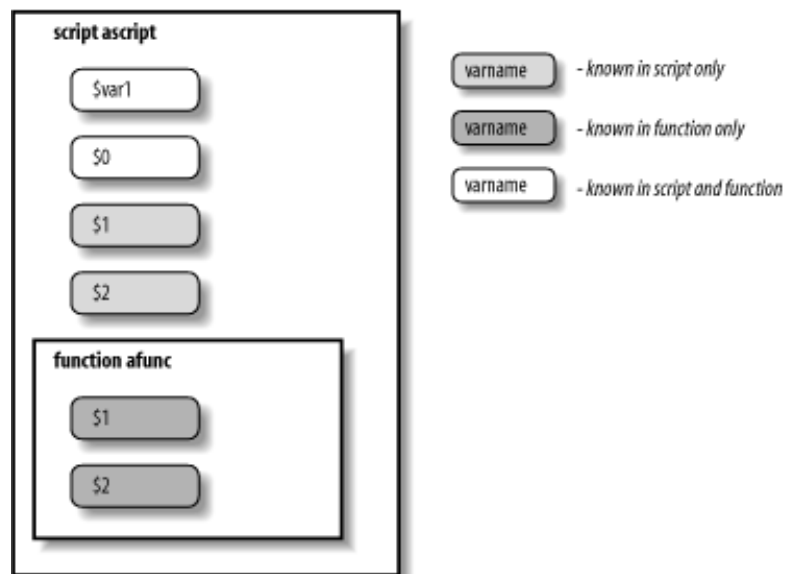 script ascript
$var1
$0
$1
$2
function afunc
$1
$2
varname - known in script only
varname - known in function only
varname - known in script and function